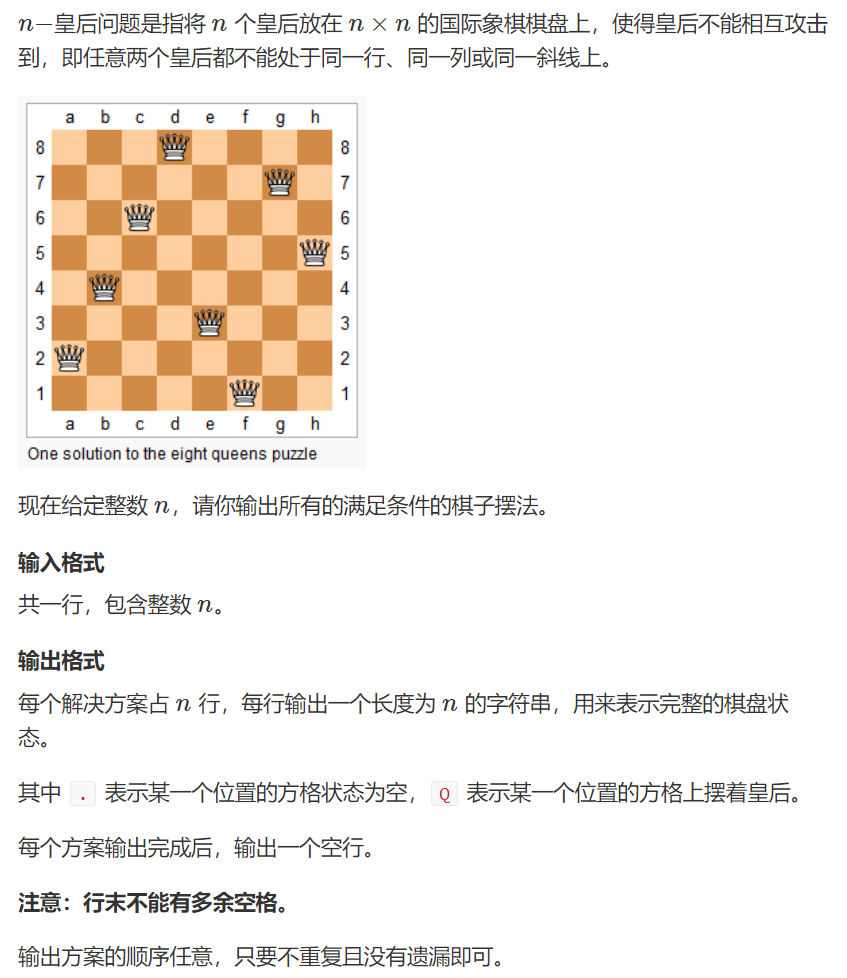 n−皇后问题是指将 n 个皇后放在 n × n 的国际象棋棋盘上，使得皇后不能相互攻击
到，即任意两个皇后都不能处于同一行、同一列或同一斜线上。
a b c d e f g h
8 8
7 7
6 6
5 5
4 4
3 3
2 2
1 1
a b c d e f g h
One solution to the eight queens puzzle
现在给定整数 n，请你输出所有的满足条件的棋子摆法。
输入格式
共一行，包含整数 n。
输出格式
每个解决方案占 n 行，每行输出一个长度为 n 的字符串，用来表示完整的棋盘状
态。
其中 . 表示某一个位置的方格状态为空，Q 表示某一个位置的方格上摆着皇后。
每个方案输出完成后，输出一个空行。
注意：行末不能有多余空格。
输出方案的顺序任意，只要不重复且没有遗漏即可。